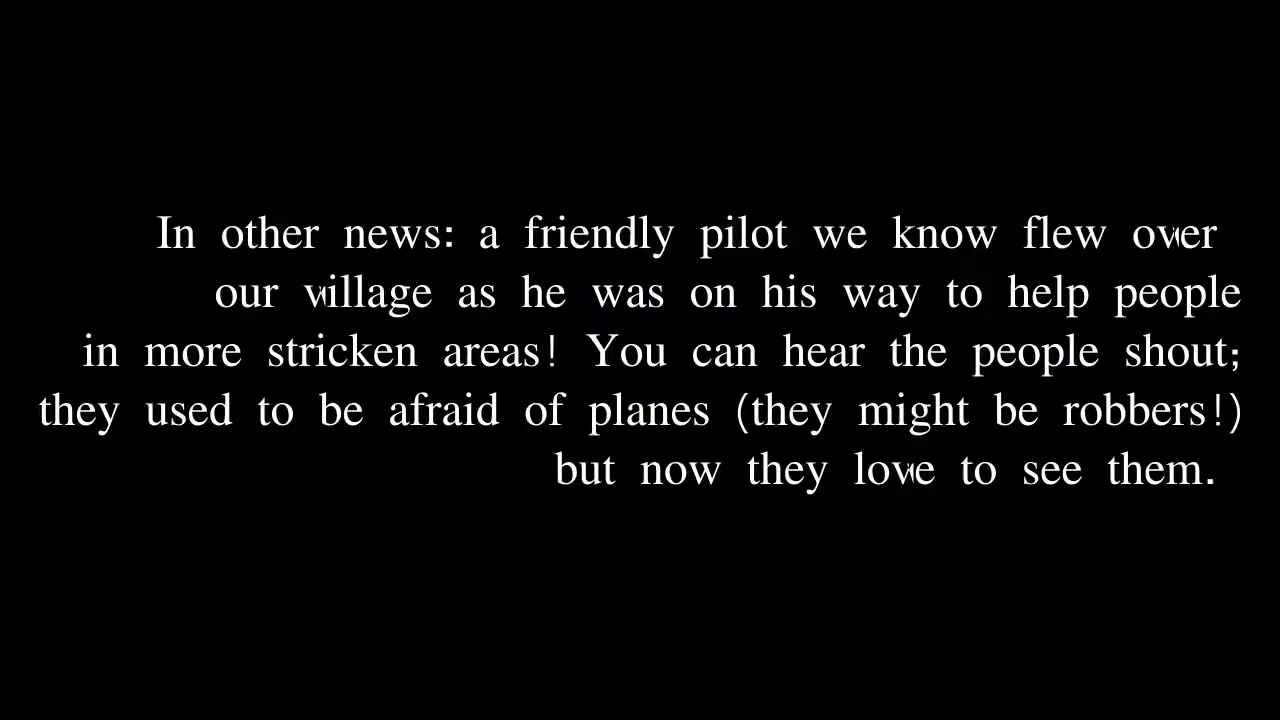 In other news: a friendly pilot we know flew over
our village as he was on his way to help people
in more stricken areas! You can hear the people shout;
they used to be afraid of planes (they might be robbers!)
but now they love to see them.